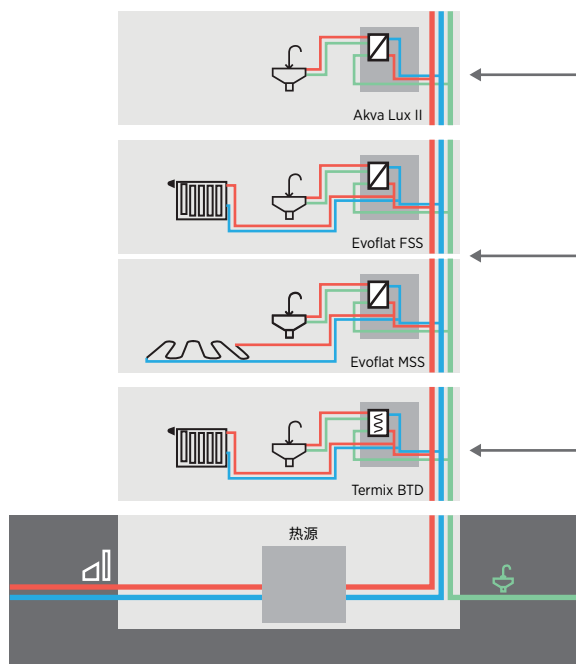 Akva Lux II
Evoflat FSS
Evoflat MSS
Termix BTD
热源